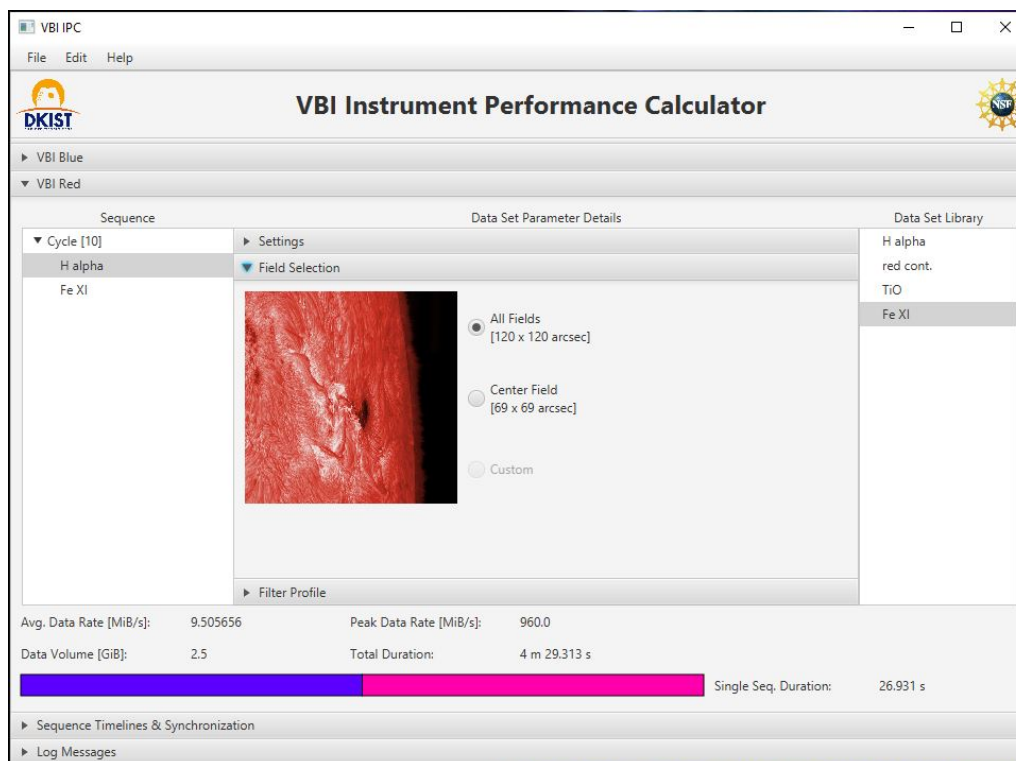 VBI IPC
File Edit Help
DKIST
VBI Instrument Performance Calculator
NSF
VBI Blue
VBI Red
Sequence
Data Set Parameter Details
Data Set Library
Cycle [10]
H alpha
Fe XI
Settings
Field Selection
All Fields
[120 x 120 arcsec]
Center Field
[69 x 69 arcsec]
Custom
Filter Profile
H alpha
red cont.
TiO
Fe XI
Avg. Data Rate [MiB/s]: 9.505656 Peak Data Rate [MiB/s]: 960.0
Data Volume [GiB]: 2.5 Total Duration: 4 m 29.313 s
Single Seq. Duration: 26.931 s
Sequence Timelines & Synchronization
Log Messages